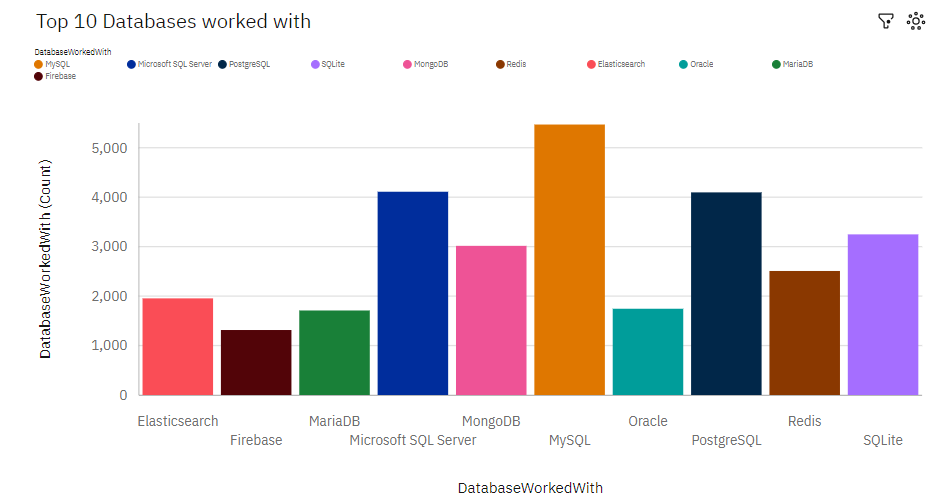 Top 10 Databases worked with
DatabaseWorkedWith
MySQL Microsoft SQL Server PostgreSQL SQLite MongoDB Redis Elasticsearch Oracle MariaDB
Firebase
DatabaseWorkedWith (Count)
5,000
4,000
3,000
2,000
1,000
0
Elasticsearch MariaDB MongoDB Oracle Redis
Firebase Microsoft SQL Server MySQL PostgreSQL SQLite
DatabaseWorkedWith